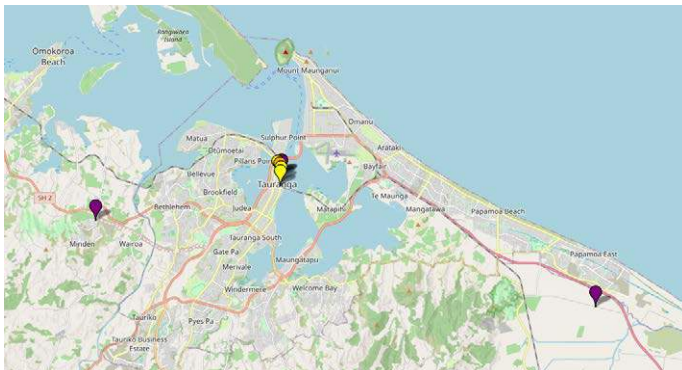 Rangiwaea
Island
Omokoroa
Beach
Mount Maunganui
Omanu
Sulphur Point
Matua
Otūmoetai
Arataki
Pillans Point
Bayfair
Bellevue
Tauranga
Brookfield
Te Maunga
SH 2
Bethlehem
Judea
Matapihi
Mangatawa
Papamoa Beach
Minden
Wairoa
Tauranga South
Gate Pa
Maungatapu
Papamoa East
Merivale
Windermere
Welcome Bay
Tauriko
Pyes Pa
Tauriko Business
Estate